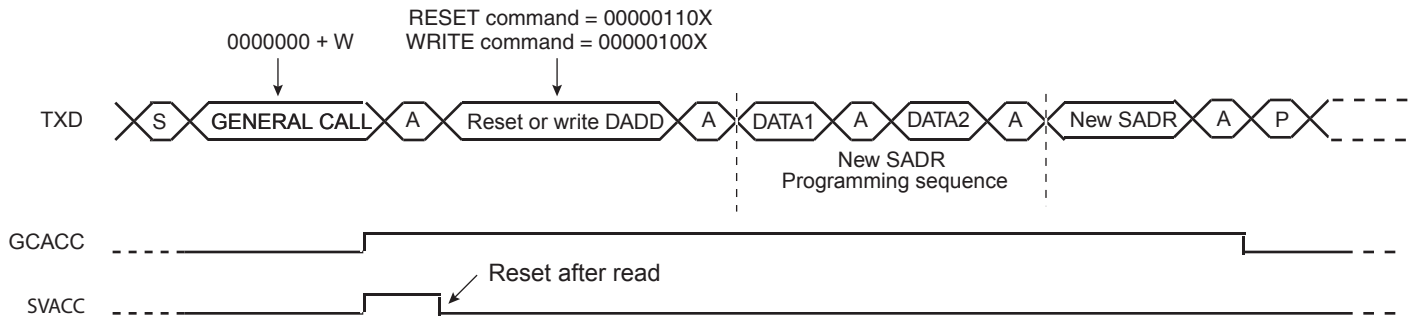 RESET command = 00000110X
0000000 + W
WRITE command = 00000100X
TXD
S
GENERAL CALL
A
Reset or write DADD
A
DATA1
A
DATA2
A
New SADR
A
P
New SADR
Programming sequence
GCACC
Reset after read
SVACC